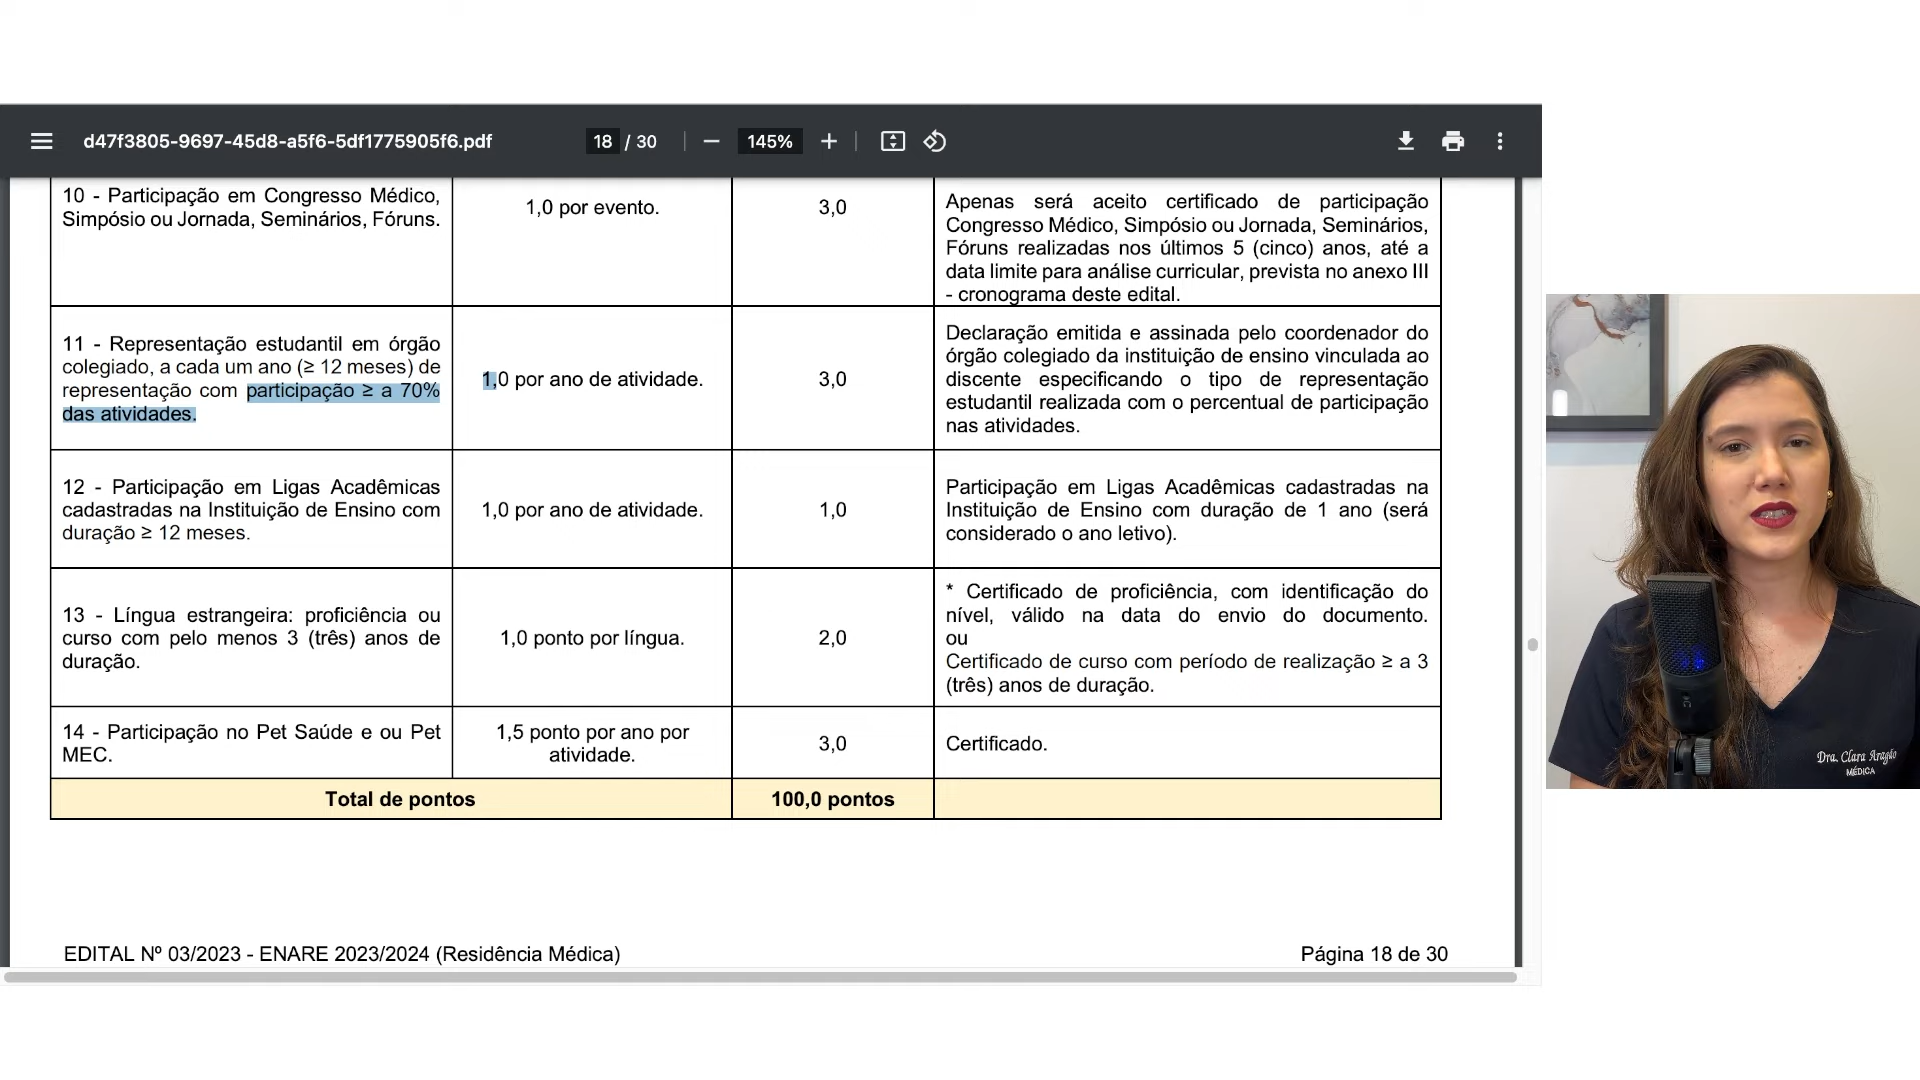 d47f3805-9697-45d8-a5f6-5df1775905f6.pdf
18 / 30
145%
10 - Participação em Congresso Médico,
Simpósio ou Jornada, Seminários, Fóruns.
1,0 por evento.
3,0
Apenas será aceito certificado de participação
Congresso Médico, Simpósio ou Jornada, Seminários,
Fóruns realizadas nos últimos 5 (cinco) anos, até a
data limite para análise curricular, prevista no anexo III
- cronograma deste edital.
11 - Representação estudantil em órgão
colegiado, a cada um ano (≥ 12 meses) de
representação com participação ≥ a 70%
das atividades.
1,0 por ano de atividade.
3,0
Declaração emitida e assinada pelo coordenador do
órgão colegiado da instituição de ensino vinculada ao
discente especificando o tipo de representação
estudantil realizada com o percentual de participação
nas atividades.
12 - Participação em Ligas Acadêmicas
cadastradas na Instituição de Ensino com
duração ≥ 12 meses.
1,0 por ano de atividade.
1,0
Participação em Ligas Acadêmicas cadastradas na
Instituição de Ensino com duração de 1 ano (será
considerado o ano letivo).
13 - Língua estrangeira: proficiência ou
curso com pelo menos 3 (três) anos de
duração.
1,0 ponto por língua.
2,0
* Certificado de proficiência, com identificação do
nível, válido na data do envio do documento.
ou
Certificado de curso com período de realização ≥ a 3
(três) anos de duração.
14 - Participação no Pet Saúde e ou Pet
MEC.
1,5 ponto por ano por
atividade.
3,0
Certificado.
Total de pontos
100,0 pontos
EDITAL Nº 03/2023 - ENARE 2023/2024 (Residência Médica)
Página 18 de 30
Dra. Clara Aragão
MÉDICA